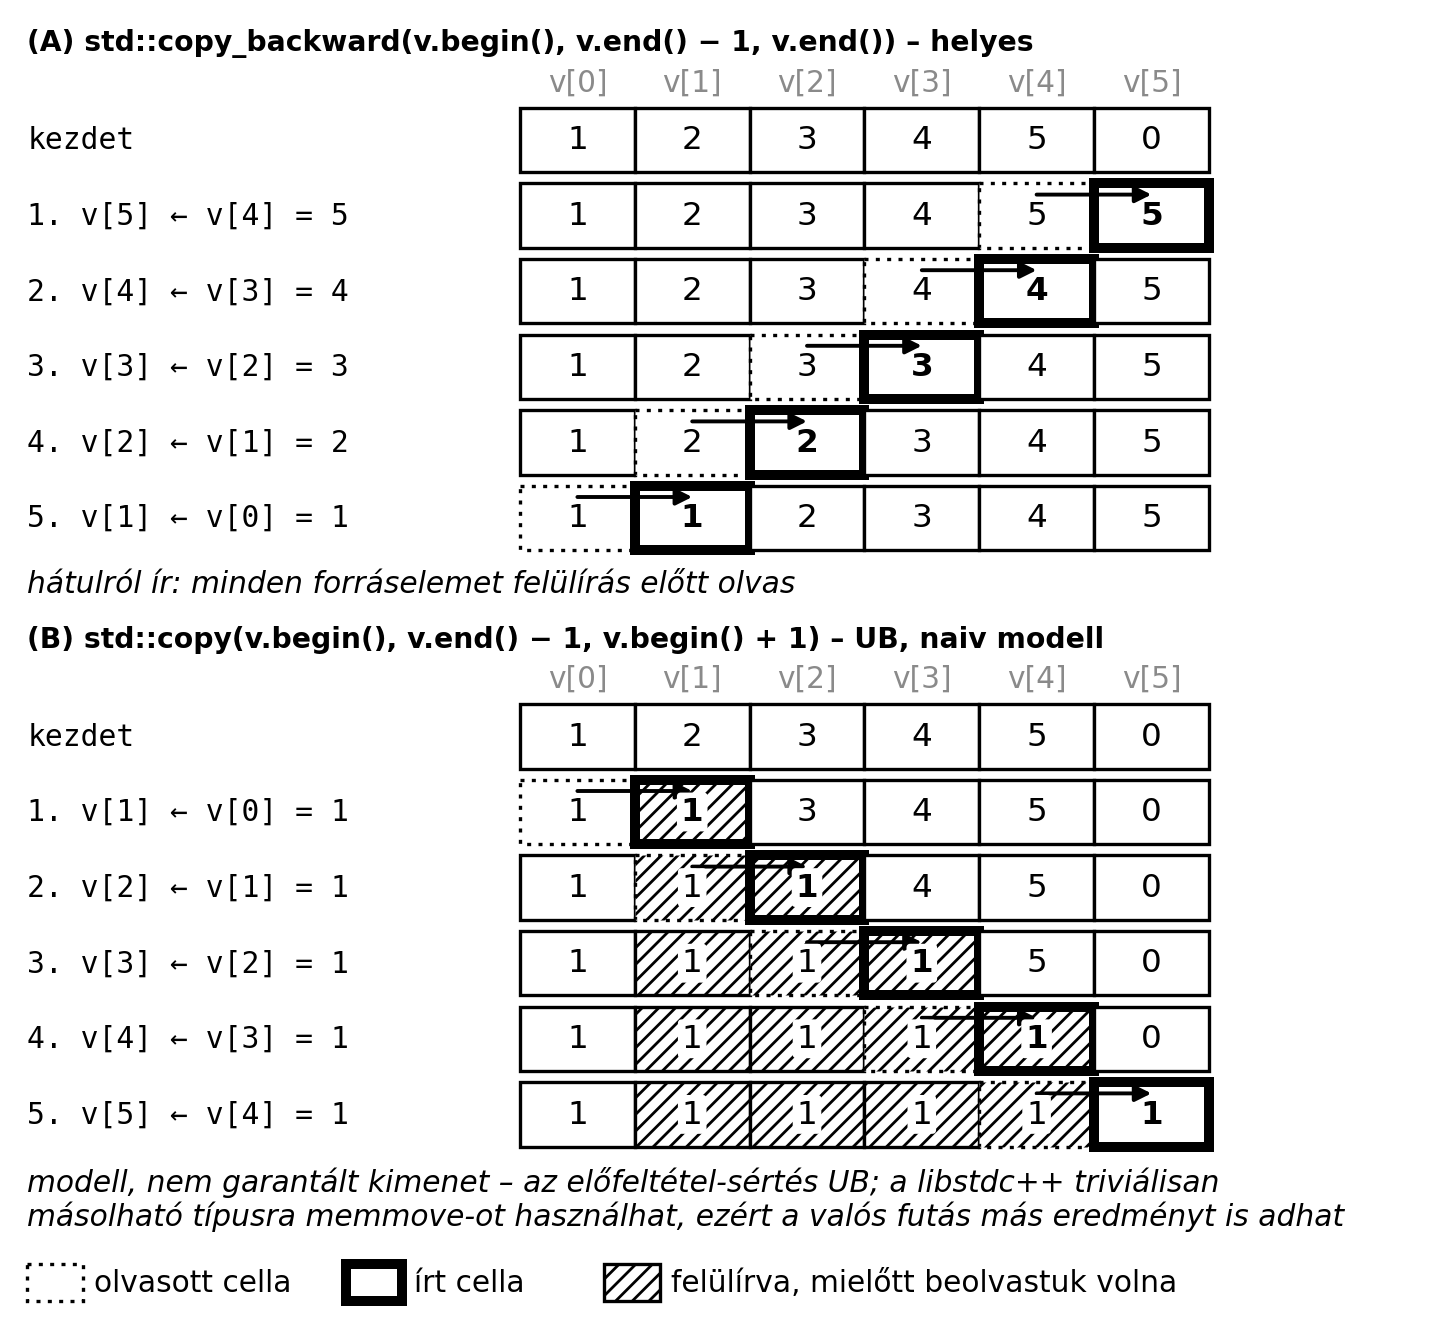 (A) std::copy_backward(v.begin(), v.end() − 1, v.end()) – helyes
v[0] v[1] v[2] v[3] v[4] v[5]
kezdet 1 2 3 4 5 0
1. v[5] ← v[4] = 5 1 2 3 4 5 5
2. v[4] ← v[3] = 4 1 2 3 4 4 5
3. v[3] ← v[2] = 3 1 2 3 3 4 5
4. v[2] ← v[1] = 2 1 2 2 3 4 5
5. v[1] ← v[0] = 1 1 1 2 3 4 5
hátulról ír: minden forráselemet felülírás előtt olvas
(B) std::copy(v.begin(), v.end() − 1, v.begin() + 1) – UB, naiv modell
v[0] v[1] v[2] v[3] v[4] v[5]
kezdet 1 2 3 4 5 0
1. v[1] ← v[0] = 1 1 1 3 4 5 0
2. v[2] ← v[1] = 1 1 1 1 4 5 0
3. v[3] ← v[2] = 1 1 1 1 1 5 0
4. v[4] ← v[3] = 1 1 1 1 1 1 0
5. v[5] ← v[4] = 1 1 1 1 1 1 1
modell, nem garantált kimenet – az előfeltétel-sértés UB; a libstdc++ triviálisan
másolható típusra memmove-ot használhat, ezért a valós futás más eredményt is adhat
olvasott cella írt cella felülírva, mielőtt beolvastuk volna